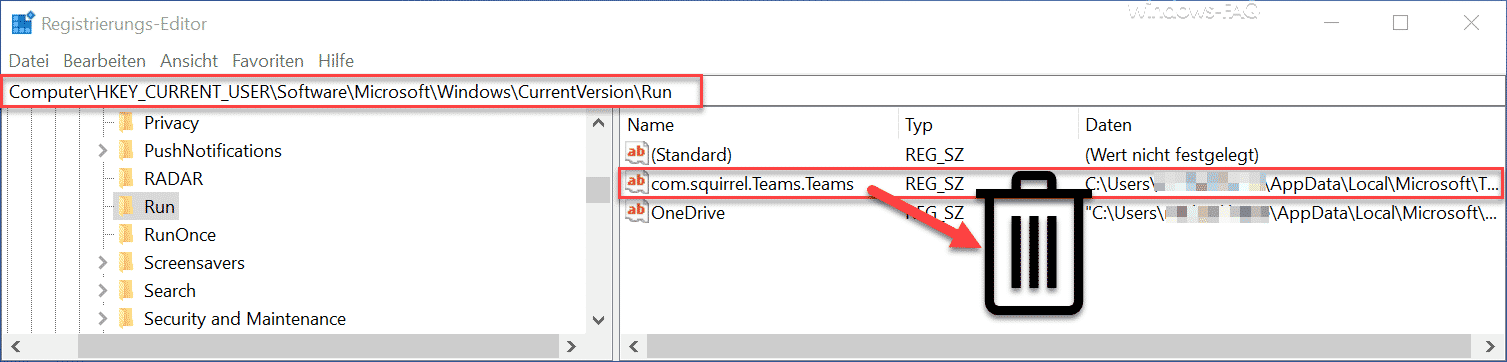 Registrierungs-Editor
Windows-FAQ
Datei Bearbeiten Ansicht Favoriten Hilfe
Computer\HKEY_CURRENT_USER\Software\Microsoft\Windows\CurrentVersion\Run
Privacy
PushNotifications
RADAR
Run
RunOnce
Screensavers
Search
Security and Maintenance
Name Typ Daten
(Standard) REG_SZ (Wert nicht festgelegt)
com.squirrel.Teams.Teams REG_SZ C:\Users\ \AppData\Local\Microsoft\T...
OneDrive REG_SZ "C:\Users\ \AppData\Local\Microsoft\...